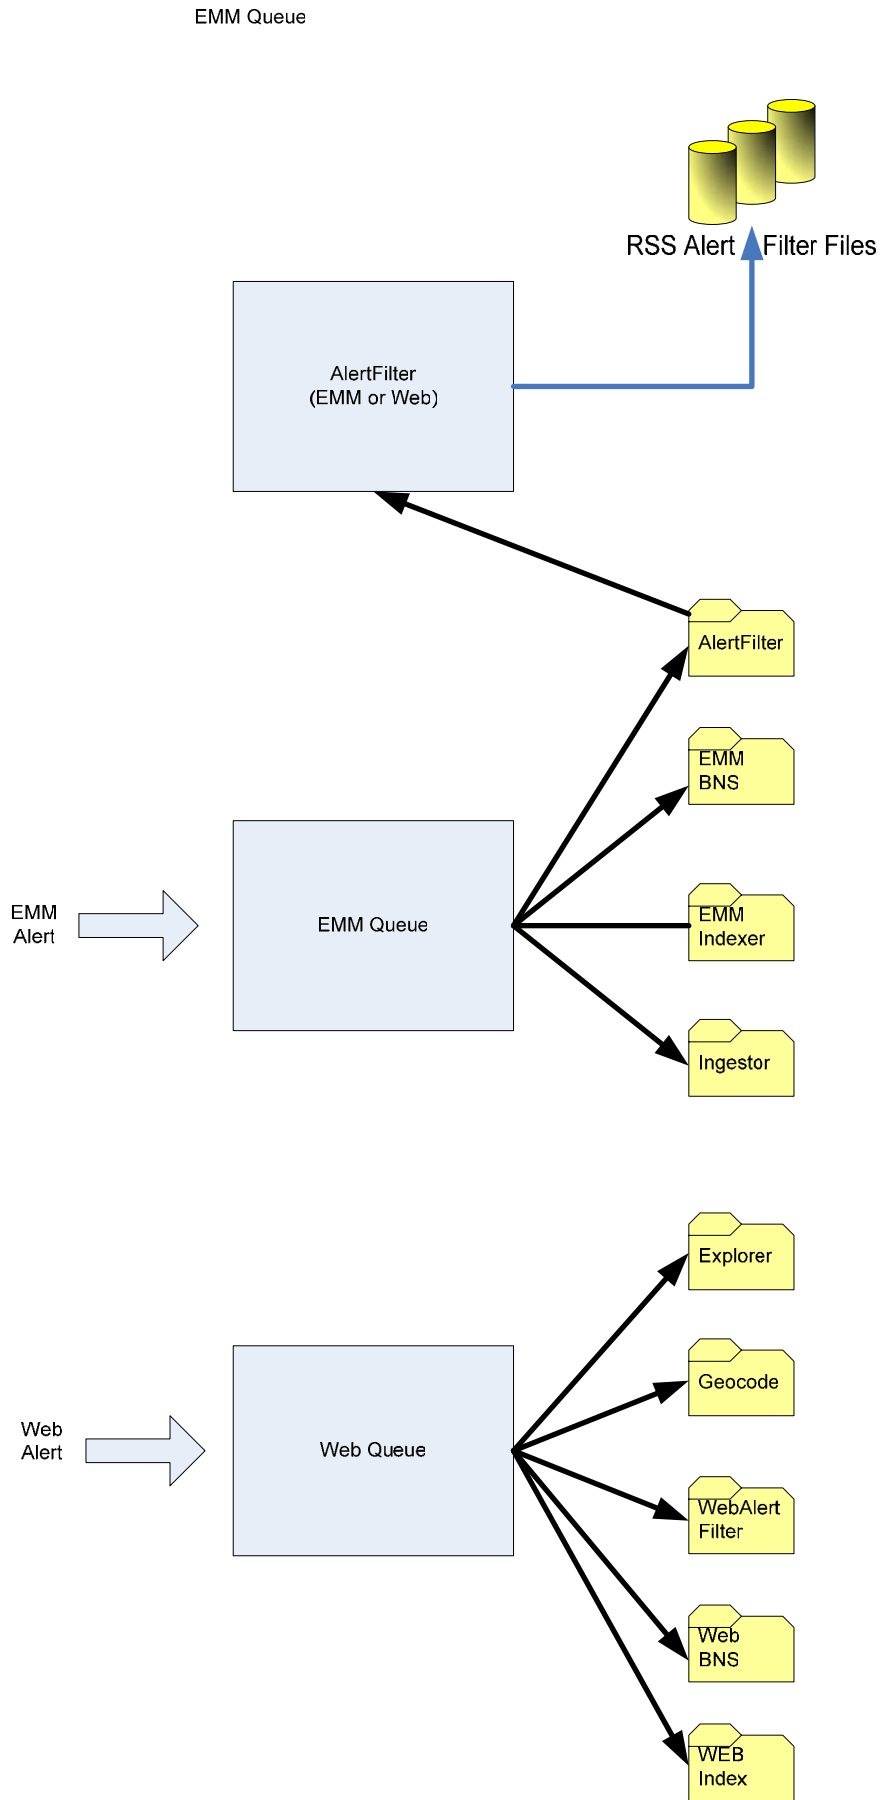 EMM Queue
RSS Alert Filter Files
AlertFilter
(EMM or Web)
AlertFilter
EMM
BNS
EMM
Alert
EMM Queue
EMM
Indexer
Ingestor
Explorer
Geocode
Web
Alert
Web Queue
WebAlert
Filter
Web
BNS
WEB
Index